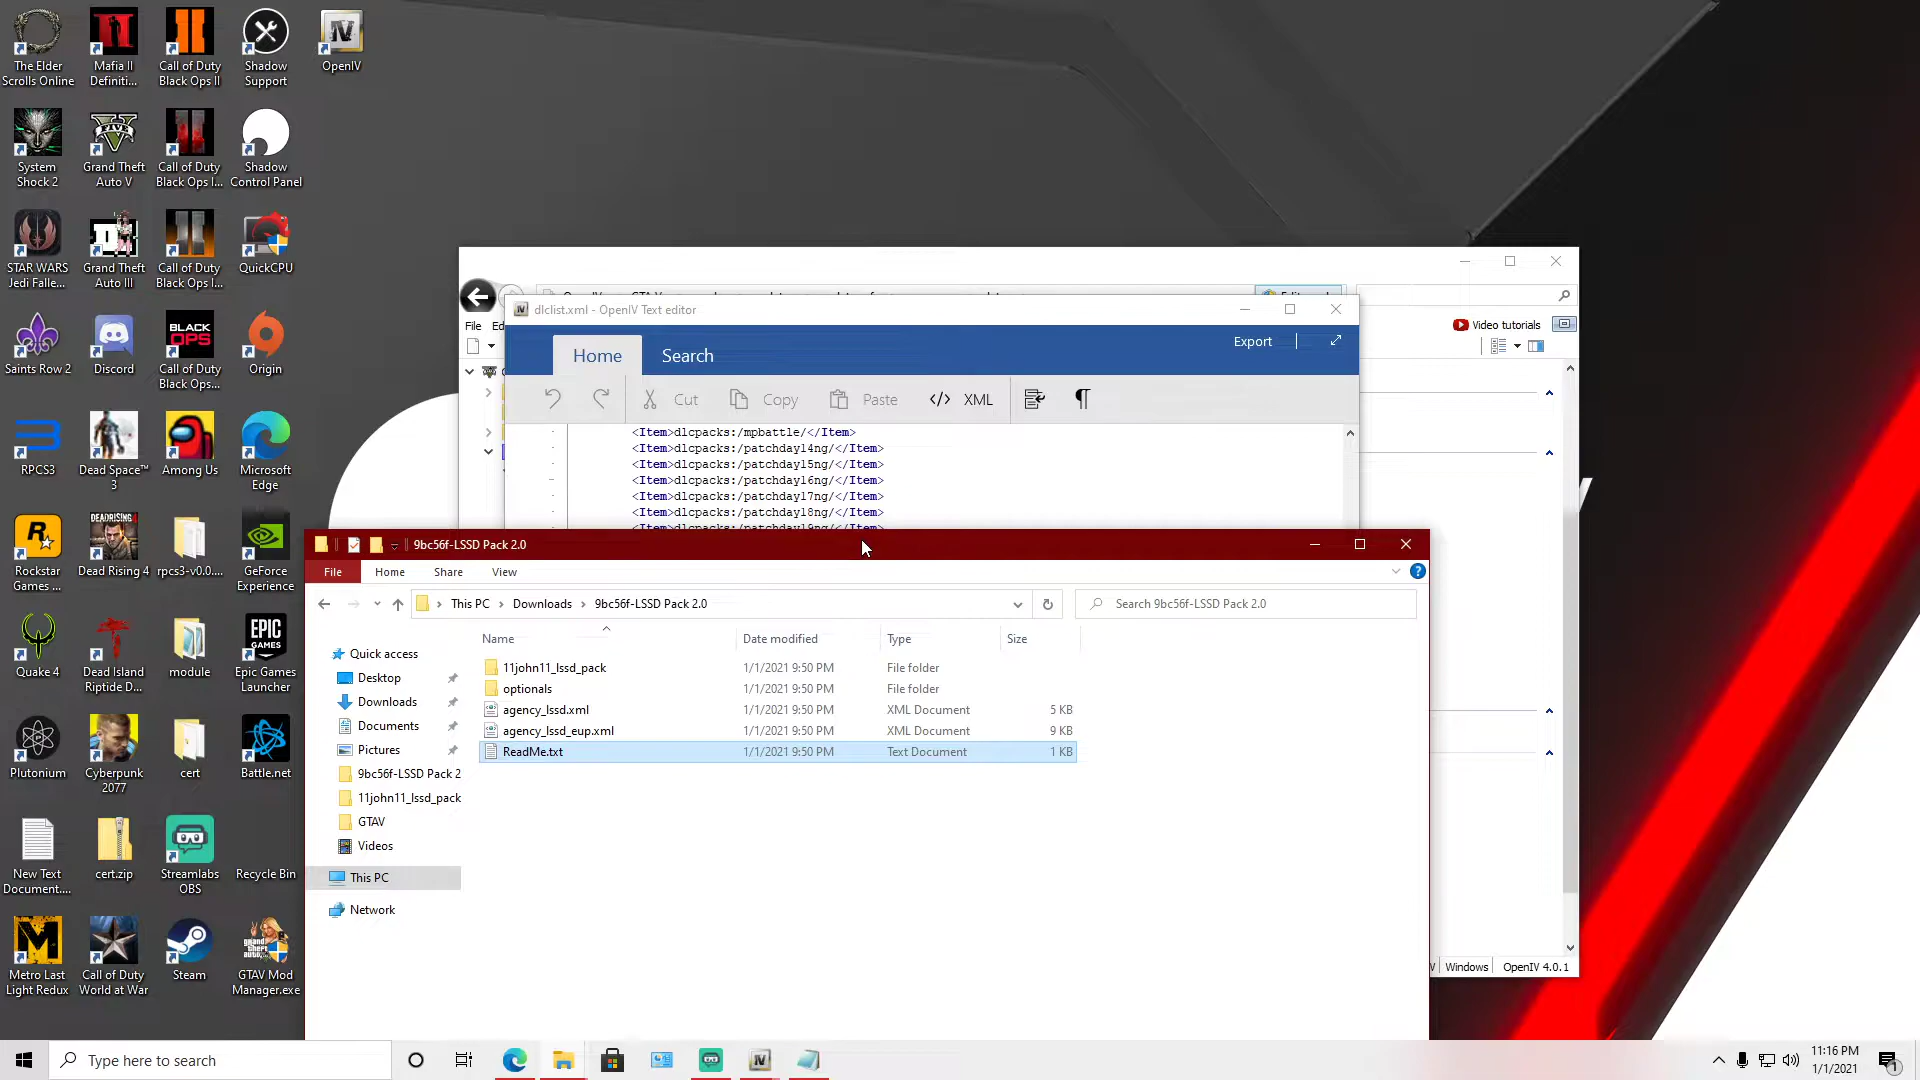 The Elder Scrolls Online
Mafia II Definiti...
Call of Duty Black Ops II
Shadow Support
OpenIV
System Shock 2
Grand Theft Auto V
Call of Duty Black Ops I...
Shadow Control Panel
STAR WARS Jedi Falle...
Grand Theft Auto III
Call of Duty Black Ops I...
QuickCPU
Saints Row 2
Discord
Call of Duty Black Ops...
Origin
RPCS3
Dead Space™ 3
Among Us
Microsoft Edge
Rockstar Games ...
Dead Rising 4
rpcs3-v0.0....
GeForce Experience
Quake 4
Dead Island Riptide D...
module
Epic Games Launcher
Plutonium
Cyberpunk 2077
cert
Battle.net
New Text Document....
cert.zip
Streamlabs OBS
Recycle Bin
Metro Last Light Redux
Call of Duty World at War
Steam
GTAV Mod Manager.exe
File
Video tutorials
Windows
OpenIV 4.0.1
dlclist.xml - OpenIV Text editor
Home
Search
Export
Cut
Copy
Paste
XML
<Item>dlcpacks:/mpbattle/</Item>
<Item>dlcpacks:/patchday14ng/</Item>
<Item>dlcpacks:/patchday15ng/</Item>
<Item>dlcpacks:/patchday16ng/</Item>
<Item>dlcpacks:/patchday17ng/</Item>
<Item>dlcpacks:/patchday18ng/</Item>
<Item>dlcpacks:/patchday19ng/</Item>
9bc56f-LSSD Pack 2.0
File
Home
Share
View
This PC > Downloads > 9bc56f-LSSD Pack 2.0
Search 9bc56f-LSSD Pack 2.0
Name Date modified Type Size
11john11_lssd_pack 1/1/2021 9:50 PM File folder
optionals 1/1/2021 9:50 PM File folder
agency_lssd.xml 1/1/2021 9:50 PM XML Document 5 KB
agency_lssd_eup.xml 1/1/2021 9:50 PM XML Document 9 KB
ReadMe.txt 1/1/2021 9:50 PM Text Document 1 KB
Quick access
Desktop
Downloads
Documents
Pictures
9bc56f-LSSD Pack 2
11john11_lssd_pack
GTAV
Videos
This PC
Network
Type here to search
11:16 PM
1/1/2021